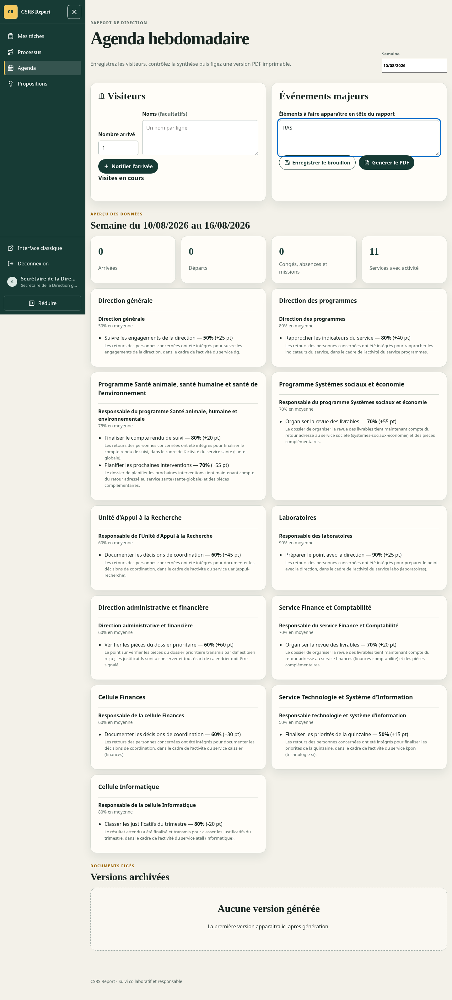 CR
CSRS Report
Mes tâches
Processus
Agenda
Propositions
Interface classique
Déconnexion
S
Secrétaire de la Dire…
Secrétaire de la Direction g…
Réduire
RAPPORT DE DIRECTION
Agenda hebdomadaire
Enregistrez les visiteurs, contrôlez la synthèse puis figez une version PDF imprimable.
Semaine
10/08/2026
Visiteurs
Nombre arrivé
1
Noms (facultatifs)
Un nom par ligne
Notifier l’arrivée
Visites en cours
Événements majeurs
Éléments à faire apparaître en tête du rapport
RAS
Enregistrer le brouillon
Générer le PDF
APERÇU DES DONNÉES
Semaine du 10/08/2026 au 16/08/2026
0
Arrivées
0
Départs
0
Congés, absences et
missions
11
Services avec activité
Direction générale
Direction générale
50% en moyenne
• Suivre les engagements de la direction — 50% (+25 pt)
Les retours des personnes concernées ont été intégrés pour suivre les
engagements de la direction, dans le cadre de l’activité du service dg.
Direction des programmes
Direction des programmes
80% en moyenne
• Rapprocher les indicateurs du service — 80% (+40 pt)
Les retours des personnes concernées ont été intégrés pour rapprocher les
indicateurs du service, dans le cadre de l’activité du service programmes.
Programme Santé animale, santé humaine et santé de
l’environnement
Responsable du programme Santé animale, humaine et
environnementale
75% en moyenne
• Finaliser le compte rendu de suivi — 80% (+20 pt)
Les retours des personnes concernées ont été intégrés pour finaliser le
compte rendu de suivi, dans le cadre de l’activité du service sante (sante-
globale).
• Planifier les prochaines interventions — 70% (+55 pt)
Le dossier de planifier les prochaines interventions tient maintenant compte
du retour adressé au service sante (sante-globale) et des pièces
complémentaires.
Programme Systèmes sociaux et économie
Responsable du programme Systèmes sociaux et économie
70% en moyenne
• Organiser la revue des livrables — 70% (+55 pt)
Le dossier de organiser la revue des livrables tient maintenant compte du
retour adressé au service societe (systemes-sociaux-economie) et des pièces
complémentaires.
Unité d’Appui à la Recherche
Responsable de l’Unité d’Appui à la Recherche
60% en moyenne
• Documenter les décisions de coordination — 60% (+45 pt)
Les retours des personnes concernées ont été intégrés pour documenter les
décisions de coordination, dans le cadre de l’activité du service uar (appui-
recherche).
Laboratoires
Responsable des laboratoires
90% en moyenne
• Préparer le point avec la direction — 90% (+25 pt)
Les retours des personnes concernées ont été intégrés pour préparer le point
avec la direction, dans le cadre de l’activité du service labo (laboratoires).
Direction administrative et financière
Direction administrative et financière
60% en moyenne
• Vérifier les pièces du dossier prioritaire — 60% (+60 pt)
Le point sur vérifier les pièces du dossier prioritaire transmis par daf est bien
reçu ; les justificatifs sont à conserver et tout écart de calendrier doit être
signalé.
Service Finance et Comptabilité
Responsable du service Finance et Comptabilité
70% en moyenne
• Organiser la revue des livrables — 70% (+20 pt)
Le dossier de organiser la revue des livrables tient maintenant compte du
retour adressé au service finances (finances-comptabilite) et des pièces
complémentaires.
Cellule Finances
Responsable de la cellule Finances
60% en moyenne
• Documenter les décisions de coordination — 60% (+30 pt)
Les retours des personnes concernées ont été intégrés pour documenter les
décisions de coordination, dans le cadre de l’activité du service caissier
(finances).
Service Technologie et Système d’Information
Responsable technologie et système d’information
50% en moyenne
• Finaliser les priorités de la quinzaine — 50% (+15 pt)
Les retours des personnes concernées ont été intégrés pour finaliser les
priorités de la quinzaine, dans le cadre de l’activité du service kpon
(technologie-si).
Cellule Informatique
Responsable de la cellule Informatique
80% en moyenne
• Classer les justificatifs du trimestre — 80% (-20 pt)
Le résultat attendu a été finalisé et transmis pour classer les justificatifs du
trimestre, dans le cadre de l’activité du service atall (informatique).
DOCUMENTS FIGÉS
Versions archivées
Aucune version générée
La première version apparaîtra ici après génération.
CSRS Report · Suivi collaboratif et responsable